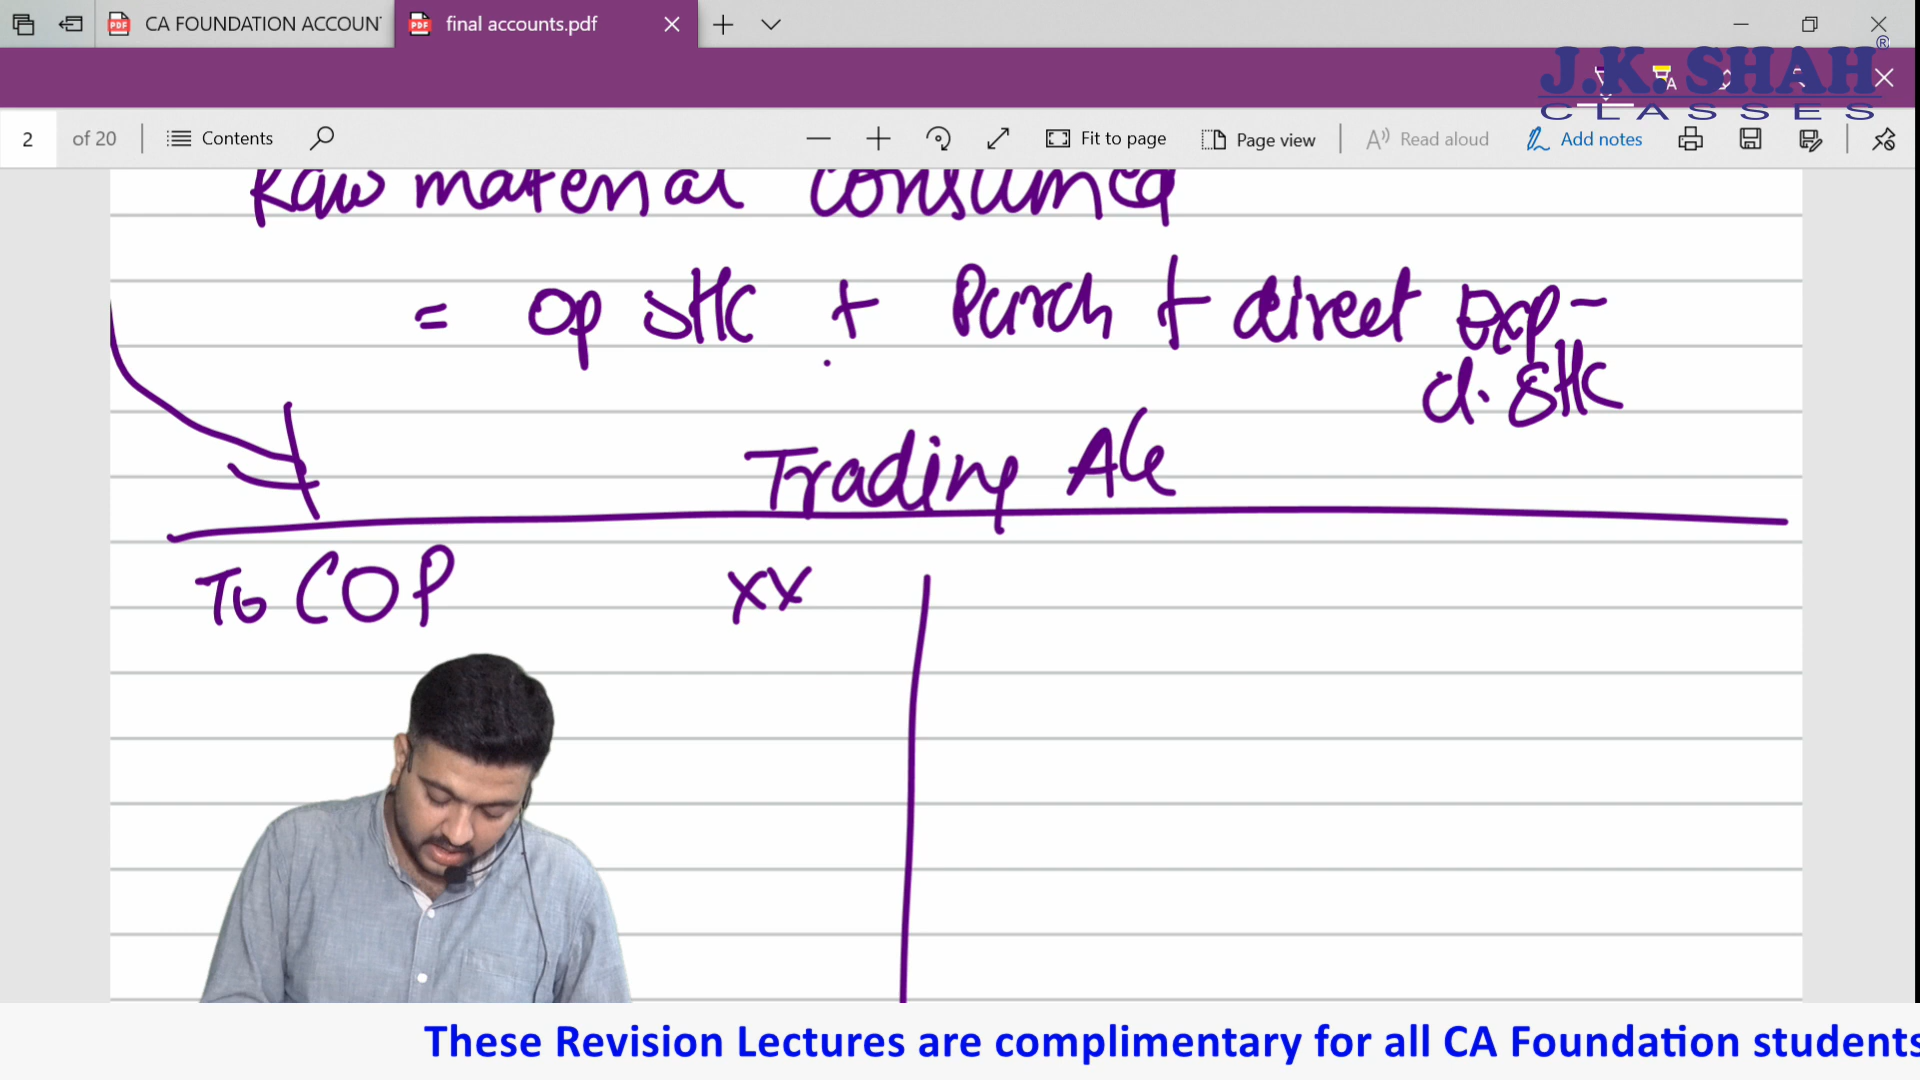 CA FOUNDATION ACCOUN
final accounts.pdf
J.K. SHAH ®
CLASSES
2 of 20 Contents Fit to page Page view Read aloud Add notes
Raw material consumed
= Op stk + Purch + direct Exp -
cl. stk
Trading A/c
To COP xx
These Revision Lectures are complimentary for all CA Foundation students